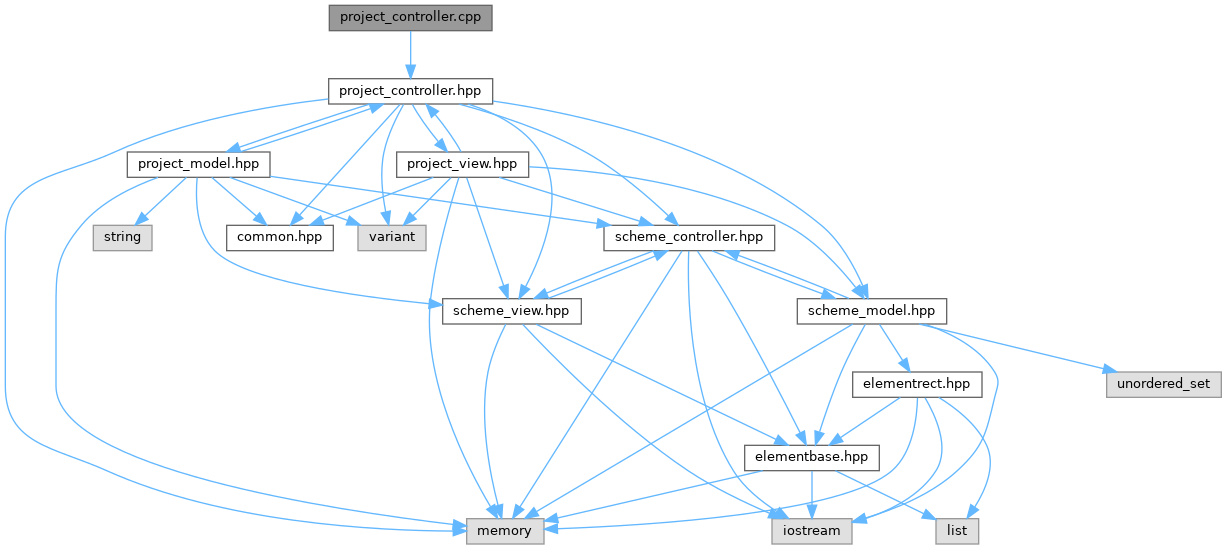 project_controller.cpp
project_controller.hpp
project_model.hpp
project_view.hpp
string
common.hpp
variant
scheme_controller.hpp
scheme_view.hpp
scheme_model.hpp
elementrect.hpp
unordered_set
elementbase.hpp
memory
iostream
list